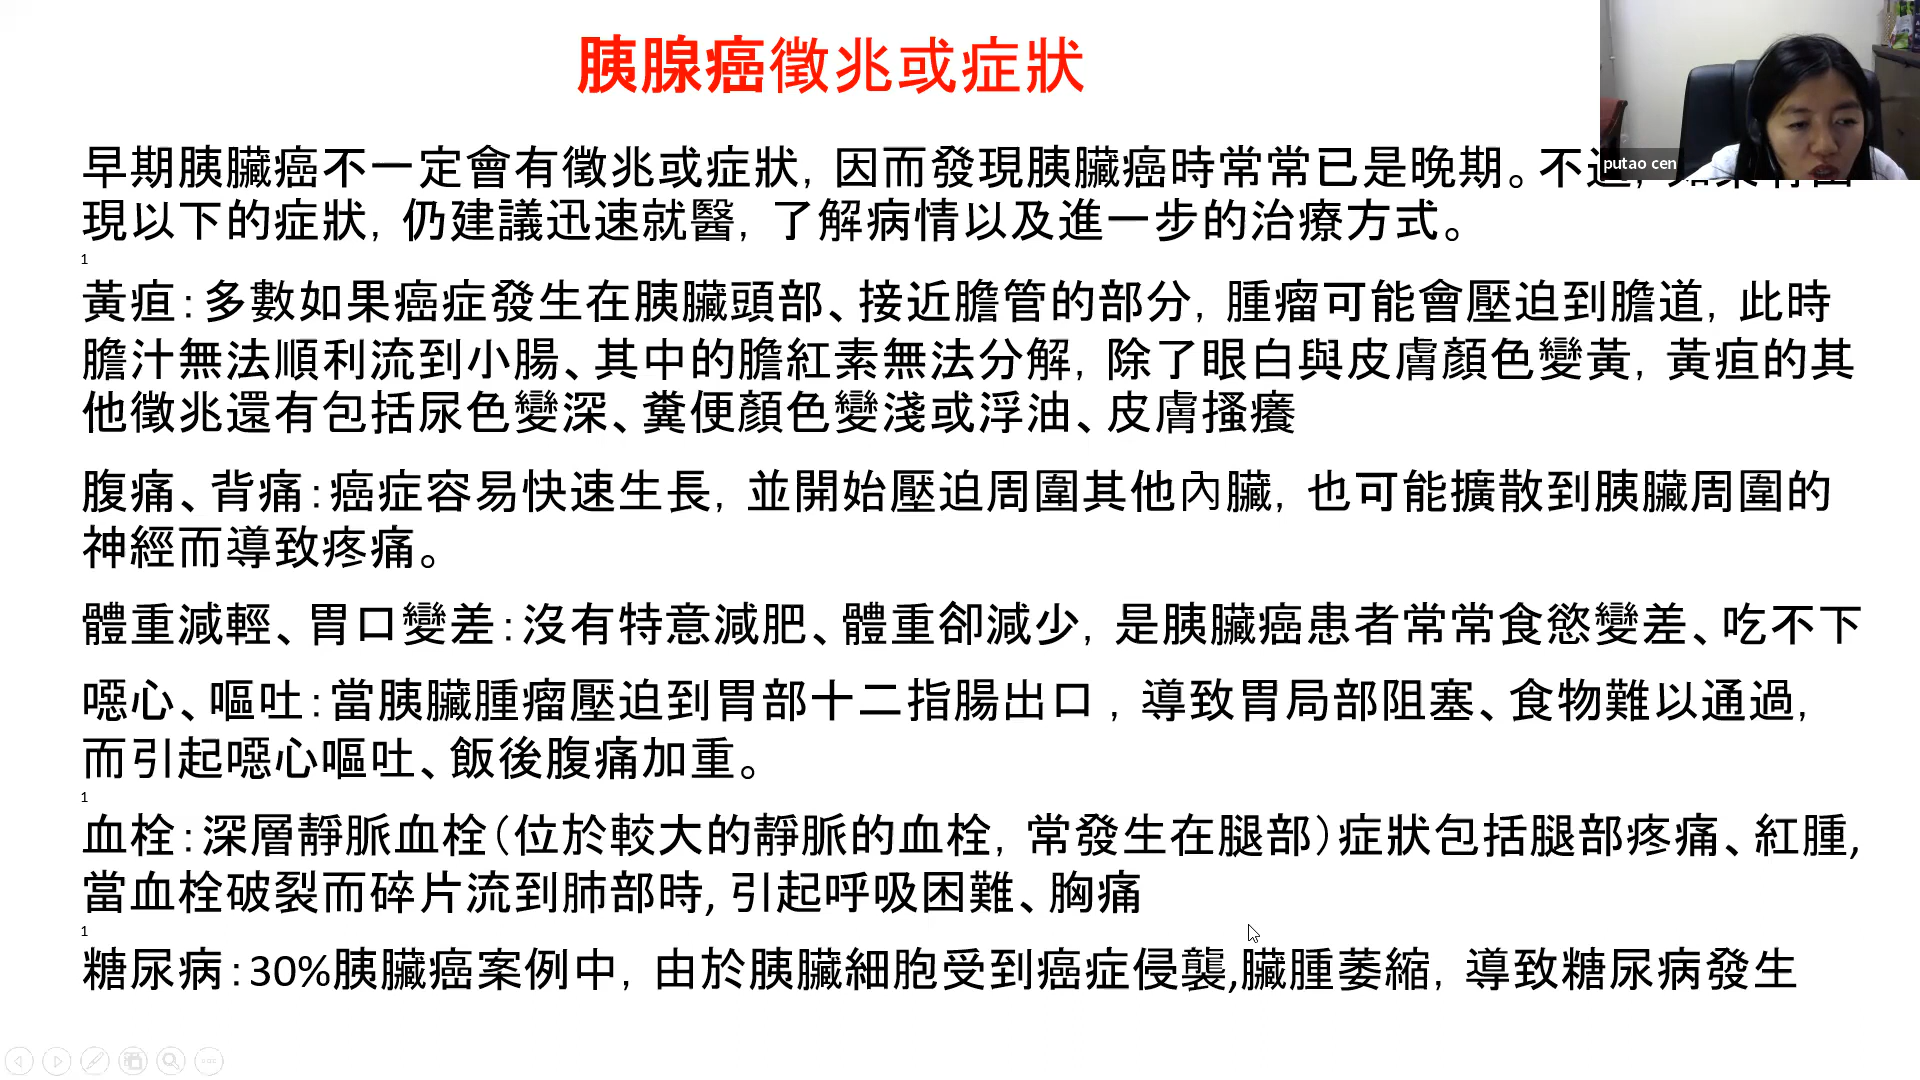 胰腺癌徵兆或症狀
putao cen
早期胰臟癌不一定會有徵兆或症狀，因而發現胰臟癌時常常已是晚期。不過，如果有出
現以下的症狀，仍建議迅速就醫，了解病情以及進一步的治療方式。
1
黃疸：多數如果癌症發生在胰臟頭部、接近膽管的部分，腫瘤可能會壓迫到膽道，此時
膽汁無法順利流到小腸、其中的膽紅素無法分解，除了眼白與皮膚顏色變黃，黃疸的其
他徵兆還有包括尿色變深、糞便顏色變淺或浮油、皮膚搔癢
腹痛、背痛：癌症容易快速生長，並開始壓迫周圍其他內臟，也可能擴散到胰臟周圍的
神經而導致疼痛。
體重減輕、胃口變差：沒有特意減肥、體重卻減少，是胰臟癌患者常常食慾變差、吃不下
噁心、嘔吐：當胰臟腫瘤壓迫到胃部十二指腸出口，導致胃局部阻塞、食物難以通過，
而引起噁心嘔吐、飯後腹痛加重。
1
血栓：深層靜脈血栓（位於較大的靜脈的血栓，常發生在腿部）症狀包括腿部疼痛、紅腫,
當血栓破裂而碎片流到肺部時,引起呼吸困難、胸痛
1
糖尿病：30%胰臟癌案例中，由於胰臟細胞受到癌症侵襲,臟腫萎縮，導致糖尿病發生